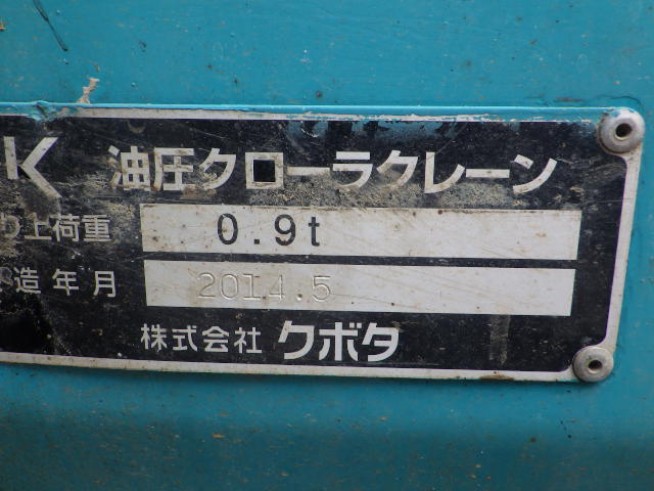 K 油圧クローラクレーン
り上荷重 0.9t
造年月 2014.5
株式会社 クボタ